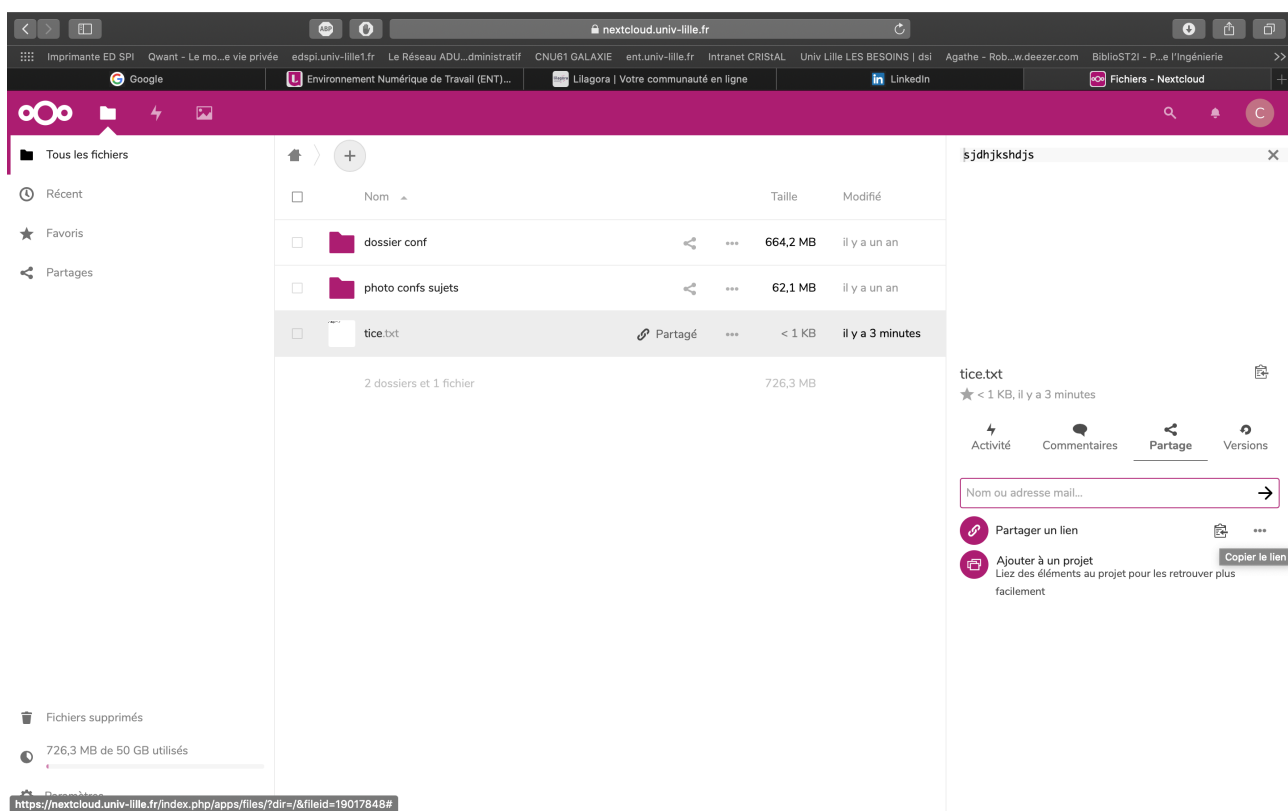 nextcloud.univ-lille.fr
Imprimante ED SPI Qwant - Le mo...e vie privée edspi.univ-lille1.fr Le Réseau ADU...dministratif CNU61 GALAXIE ent.univ-lille.fr Intranet CRIStAL Univ Lille LES BESOINS | dsi Agathe - Rob...w.deezer.com BiblioST2I - P...e l'Ingénierie >>
Google Environnement Numérique de Travail (ENT)... Lilagora | Votre communauté en ligne LinkedIn Fichiers - Nextcloud +
C
Tous les fichiers
Récent
Favoris
Partages
Nom Taille Modifié
dossier conf 664,2 MB il y a un an
photo confs sujets 62,1 MB il y a un an
tice.txt Partagé < 1 KB il y a 3 minutes
2 dossiers et 1 fichier 726,3 MB
sjdhjkshdjs
tice.txt
< 1 KB, il y a 3 minutes
Activité Commentaires Partage Versions
Nom ou adresse mail...
Partager un lien
Copier le lien
Ajouter à un projet
Liez des éléments au projet pour les retrouver plus
facilement
Fichiers supprimés
726,3 MB de 50 GB utilisés
Paramètres
https://nextcloud.univ-lille.fr/index.php/apps/files/?dir=/&fileid=19017848#